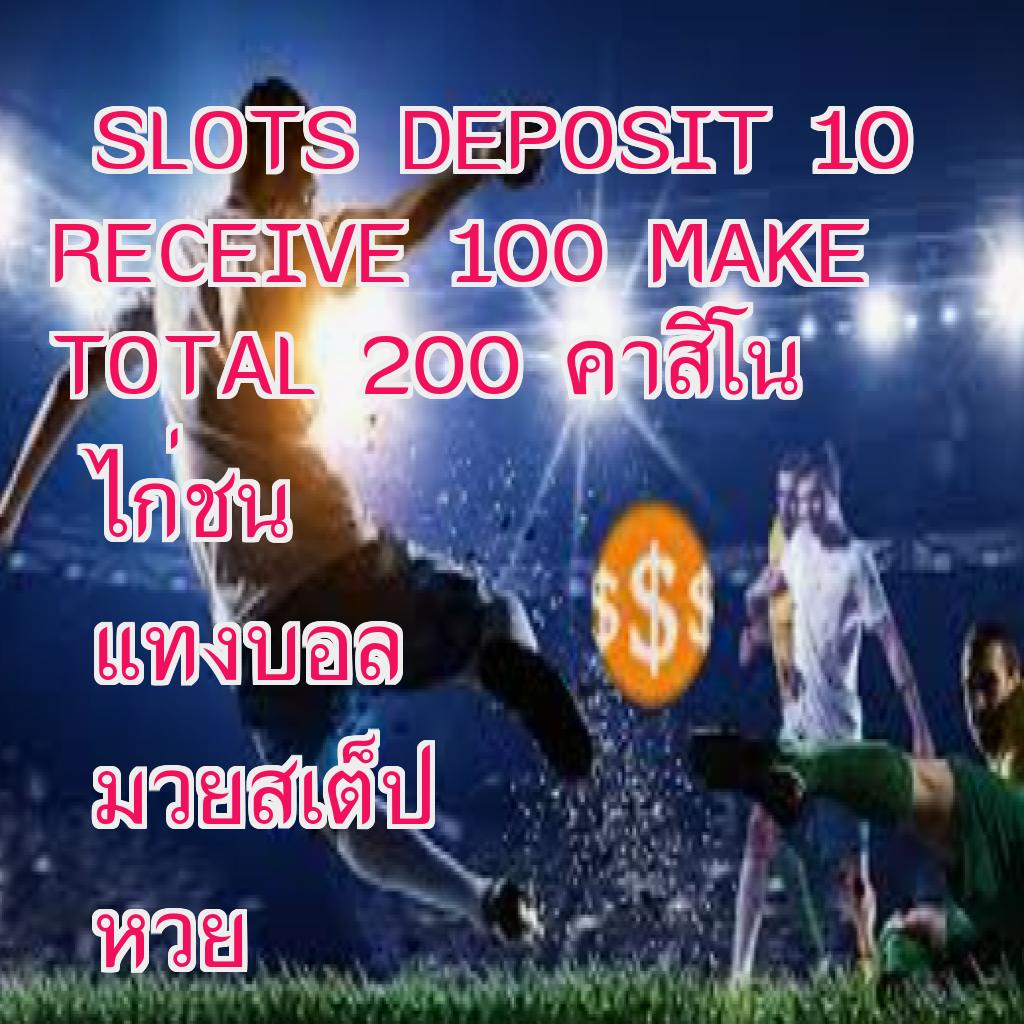 SLOTS DEPOSIT 10
RECEIVE 100 MAKE
TOTAL 200 คาสิโน
ไก่ชน
แทงบอล
มวยสเต็ป
หวย
$$$